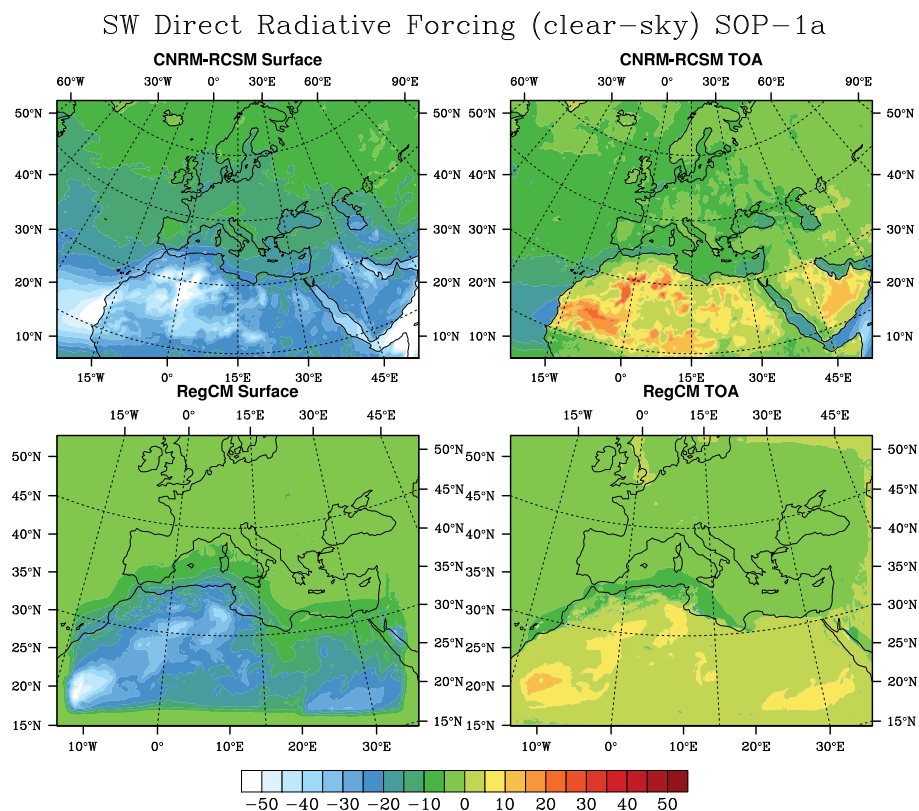 SW Direct Radiative Forcing (clear−sky) SOP−1a
CNRM-RCSM Surface
CNRM-RCSM TOA
60°W 30°W 0° 30°E 60°E 90°E
60°W 30°W 0° 30°E 60°E 90°E
50°N 50°N 50°N 50°N
40°N 40°N 40°N 40°N
30°N 30°N 30°N 30°N
20°N 20°N 20°N 20°N
10°N 10°N 10°N 10°N
15°W 0° 15°E 30°E 45°E
15°W 0° 15°E 30°E 45°E
RegCM Surface
RegCM TOA
15°W 0° 15°E 30°E 45°E
15°W 0° 15°E 30°E 45°E
50°N 50°N 50°N 50°N
45°N 45°N 45°N 45°N
40°N 40°N 40°N 40°N
35°N 35°N 35°N 35°N
30°N 30°N 30°N 30°N
25°N 25°N 25°N 25°N
20°N 20°N 20°N 20°N
15°N 15°N 15°N 15°N
10°W 0° 10°E 20°E 30°E
10°W 0° 10°E 20°E 30°E
−50 −40 −30 −20 −10 0 10 20 30 40 50